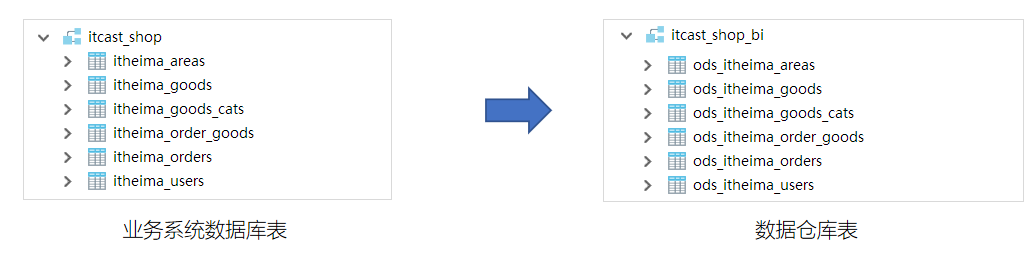 itcast_shop
itheima_areas
itheima_goods
itheima_goods_cats
itheima_order_goods
itheima_orders
itheima_users
业务系统数据库表
itcast_shop_bi
ods_itheima_areas
ods_itheima_goods
ods_itheima_goods_cats
ods_itheima_order_goods
ods_itheima_orders
ods_itheima_users
数据仓库表